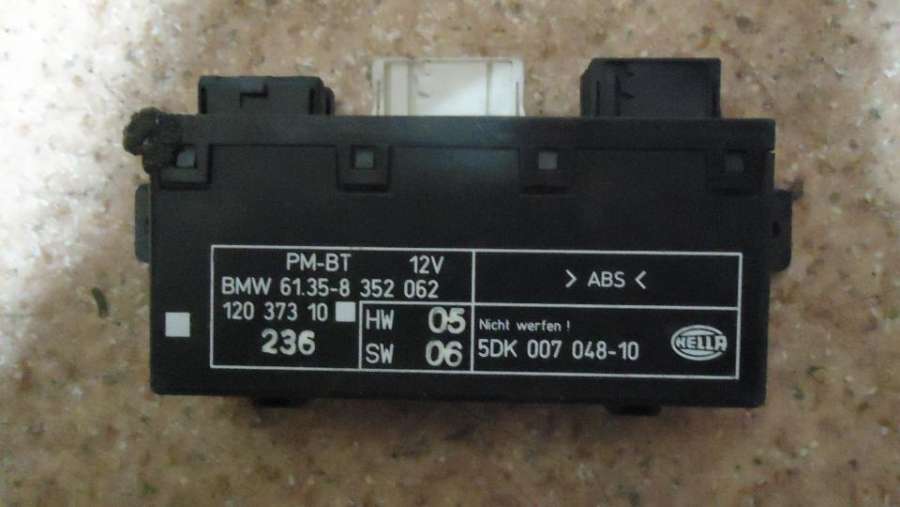 PM-BT 12V
BMW 61.35-8 352 062
120 373 10
236
HW 05
SW 06
> ABS <
Nicht werfen !
5DK 007 048-10
HELLA